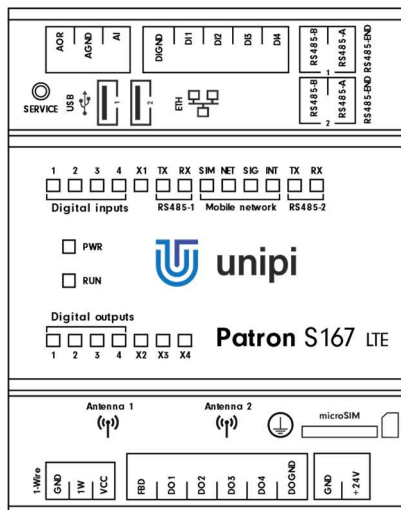 AOR AGND AI
DIGND DI1 DI2 DI3 DI4
RS485-B RS485-A RS485-END
1
RS485-B RS485-A RS485-END
2
SERVICE
USB
1 2
ETH
1 2 3 4 X1 TX RX SIM NET SIG INT TX RX
Digital inputs RS485-1 Mobile network RS485-2
PWR
RUN
unipi
Digital outputs
1 2 3 4 X2 X3 X4
Patron S167 LTE
Antenna 1
Antenna 2
microSIM
1-Wire
GND 1W VCC
FBD DO1 DO2 DO3 DO4 DOGND
GND +24V